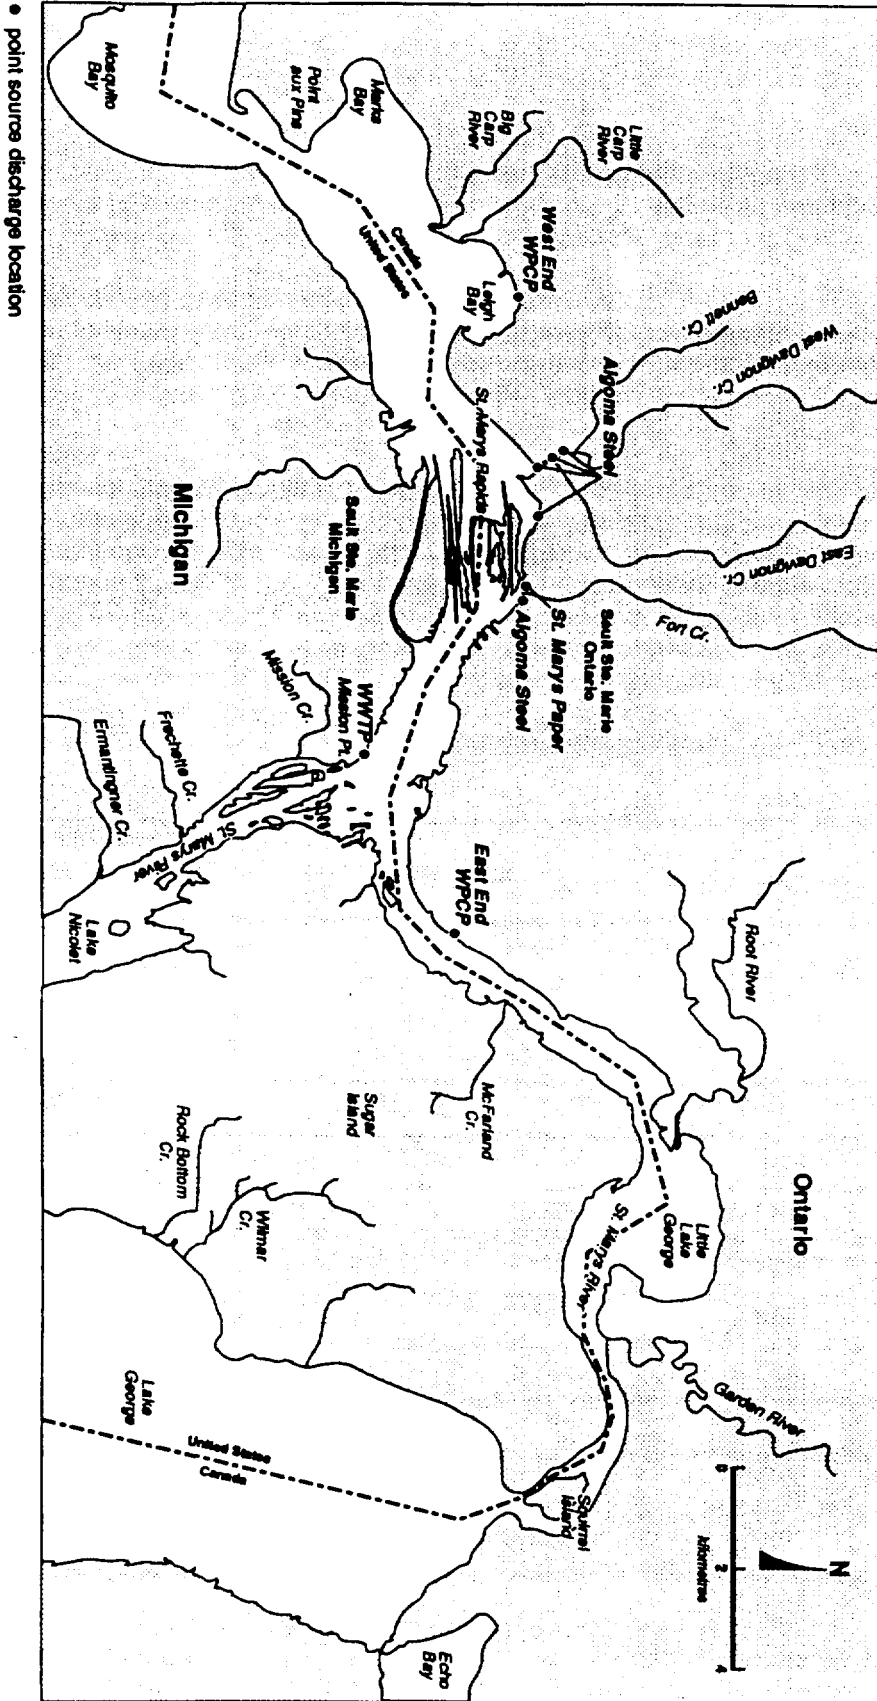 Mosquito
Bay
Point
aux Pins
Marks
Bay
Big
Carp
River
Little
Carp
River
West End
WPCP
Leigh
Bay
Canada
United States
Bennett Cr.
West Davignon Cr.
Algoma Steel
St. Marys Rapids
East Davignon Cr.
Fort Cr.
Sault Ste. Marie
Ontario
St. Marys Paper
Algoma Steel
Michigan
Sault Ste. Marie
Michigan
Mission Cr.
WWTP
Mission Pt.
Frechette Cr.
Ermantingner Cr.
St. Marys River
Lake
Nicolet
East End
WPCP
Root River
McFarland
Cr.
Sugar
Island
Rock Bottom
Cr.
Wilmar
Cr.
Ontario
Little
Lake
George
St. Marys River
Garden River
Lake
George
United States
Canada
Squirrel
Island
Echo
Bay
N
0 2 4
kilometres
• point source discharge location